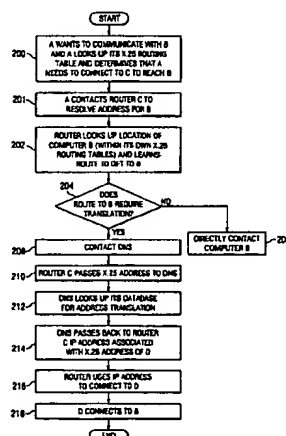 START
200
A WANTS TO COMMUNICATE WITH B
AND A LOOKS UP ITS X.25 ROUTING
TABLE AND DETERMINES THAT A
NEEDS TO CONNECT TO C TO REACH B
201
A CONTACTS ROUTER C TO
RESOLVE ADDRESS FOR B
202
ROUTER LOOKS UP LOCATION OF
COMPUTER B (WITHIN ITS OWN X.25
ROUTING TABLES) AND LEARNS
ROUTE TO GET TO B
204
DOES
ROUTE TO B REQUIRE
TRANSLATION?
NO
YES
DIRECTLY CONTACT
COMPUTER B
20
208
CONTACT DNS
210
ROUTER C PASSES X.25 ADDRESS TO DNS
212
DNS LOOKS UP ITS DATABASE
FOR ADDRESS TRANSLATION
214
DNS PASSES BACK TO ROUTER
C IP ADDRESS ASSOCIATED
WITH X.25 ADDRESS OF D
216
ROUTER USES IP ADDRESS
TO CONNECT TO D
218
D CONNECTS TO B
END